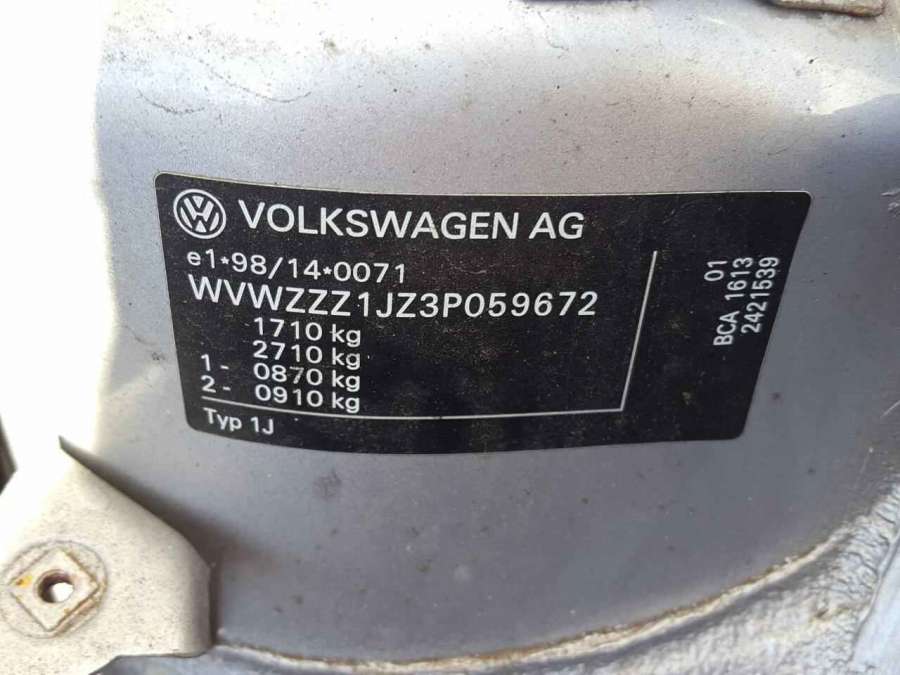 VOLKSWAGEN AG
e1*98/14*0071
WVWZZZ1JZ3P059672
1710 kg
2710 kg
1 - 0870 kg
2 - 0910 kg
Typ 1J
01
BCA 1613
2421539